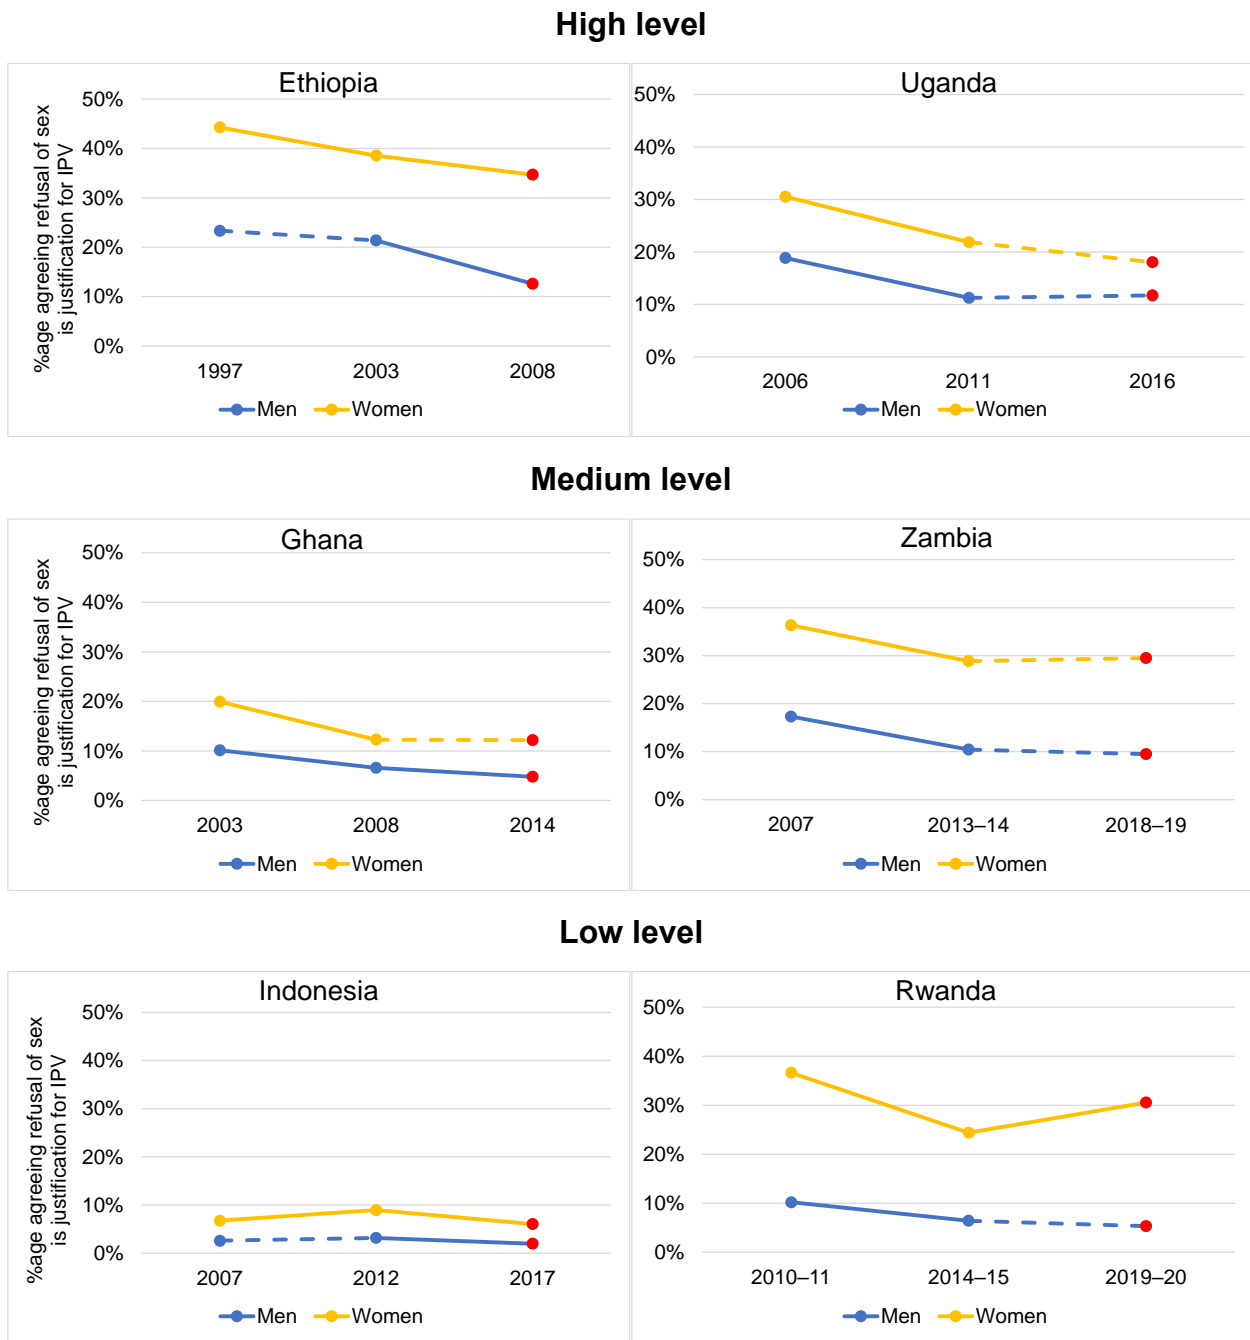 High level
Ethiopia
%age agreeing refusal of sex
is justification for IPV
50%
40%
30%
20%
10%
0%
1997 2003 2008
Men Women
Uganda
50%
40%
30%
20%
10%
0%
2006 2011 2016
Men Women
Medium level
Ghana
%age agreeing refusal of sex
is justification for IPV
50%
40%
30%
20%
10%
0%
2003 2008 2014
Men Women
Zambia
50%
40%
30%
20%
10%
0%
2007 2013–14 2018–19
Men Women
Low level
Indonesia
%age agreeing refusal of sex
is justification for IPV
50%
40%
30%
20%
10%
0%
2007 2012 2017
Men Women
Rwanda
50%
40%
30%
20%
10%
0%
2010–11 2014–15 2019–20
Men Women